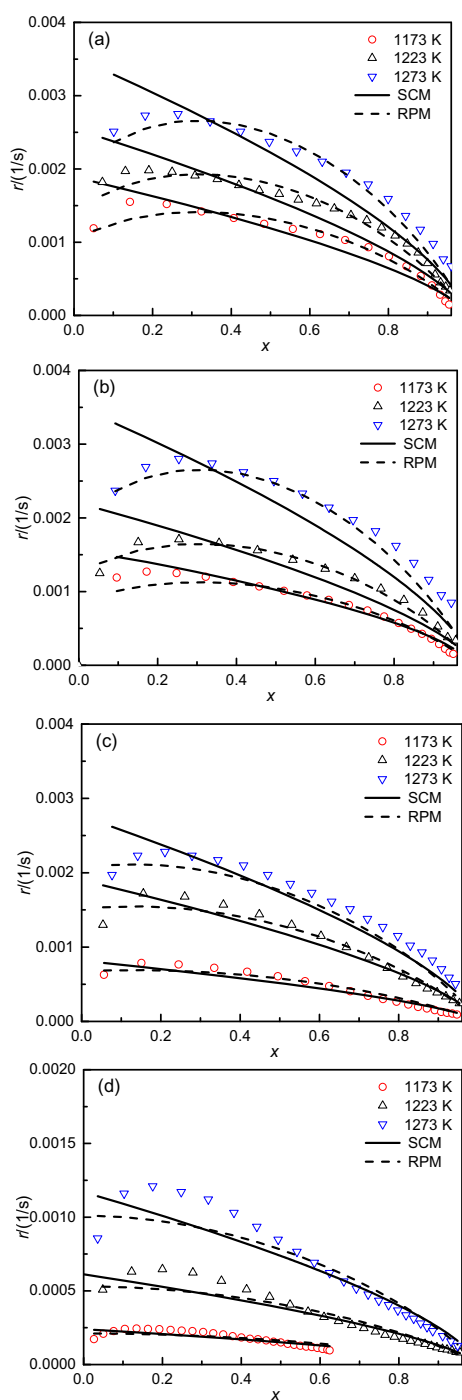 (a)
1173 K
1223 K
1273 K
SCM
RPM
0.004
0.003
0.002
0.001
0.000
r/(1/s)
0.0 0.2 0.4 0.6 0.8
x
(b)
1173 K
1223 K
1273 K
SCM
RPM
0.004
0.003
0.002
0.001
0.000
r/(1/s)
0.0 0.2 0.4 0.6 0.8
x
(c)
1173 K
1223 K
1273 K
SCM
RPM
0.004
0.003
0.002
0.001
0.000
r/(1/s)
0.0 0.2 0.4 0.6 0.8
x
(d)
1173 K
1223 K
1273 K
SCM
RPM
0.0020
0.0015
0.0010
0.0005
0.0000
r/(1/s)
0.0 0.2 0.4 0.6 0.8
x